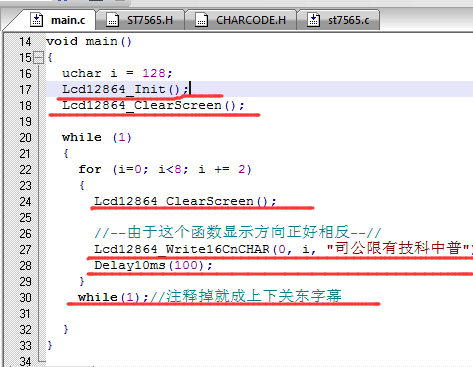 main.c ST7565.H CHARCODE.H st7565.c
14 void main()
15 {
16 uchar i = 128;
17 Lcd12864_Init();
18 Lcd12864_ClearScreen();
19
20 while (1)
21 {
22 for (i=0; i<8; i += 2)
23 {
24 Lcd12864_ClearScreen();
25
26 //--由于这个函数显示方向正好相反--//
27 Lcd12864_Write16CnCHAR(0, i, "司公限有技科中普"
28 Delay10ms(100);
29 }
30 while(1);//注释掉就成上下关东字幕
31
32 }
33 }
34